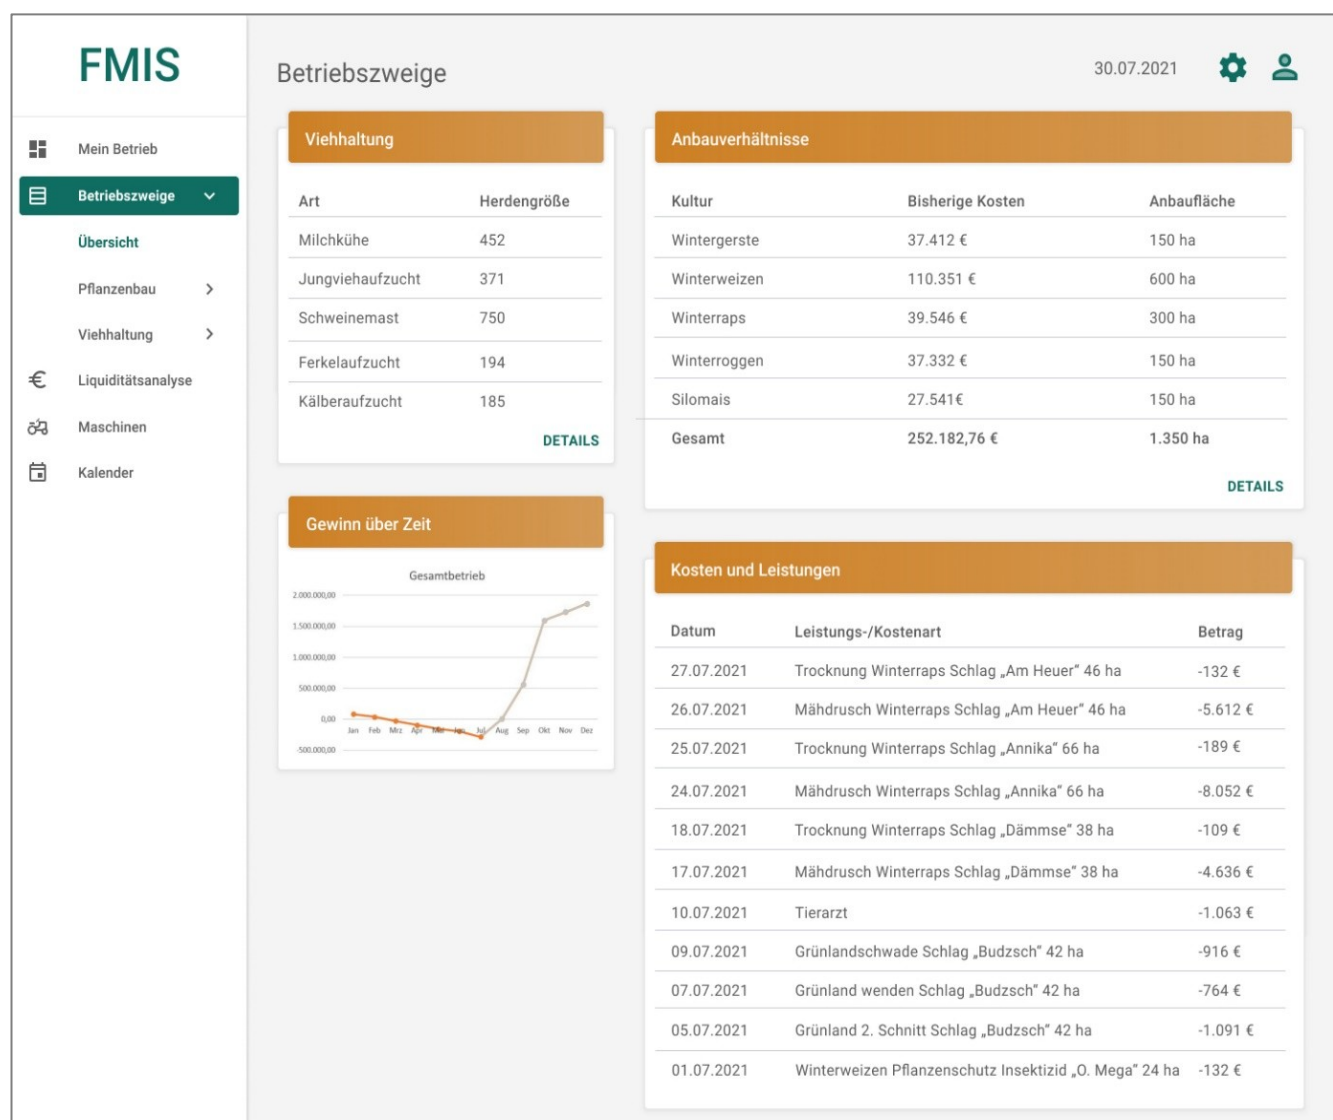 FMIS
Mein Betrieb
Betriebszweige
Übersicht
Pflanzenbau
Viehhaltung
Liquiditätsanalyse
Maschinen
Kalender
Betriebszweige
30.07.2021
Viehhaltung
Art Herdengröße
Milchkühe 452
Jungviehaufzucht 371
Schweinemast 750
Ferkelaufzucht 194
Kälberaufzucht 185
DETAILS
Anbauverhältnisse
Kultur Bisherige Kosten Anbaufläche
Wintergerste 37.412 € 150 ha
Winterweizen 110.351 € 600 ha
Winterraps 39.546 € 300 ha
Winterroggen 37.332 € 150 ha
Silomais 27.541€ 150 ha
Gesamt 252.182,76 € 1.350 ha
DETAILS
Gewinn über Zeit
Gesamtbetrieb
2.000.000,00
1.500.000,00
1.000.000,00
500.000,00
0,00
Jan Feb Mrz Apr Mai Jun Jul Aug Sep Okt Nov Dez
-500.000,00
Kosten und Leistungen
Datum Leistungs-/Kostenart Betrag
27.07.2021 Trocknung Winterraps Schlag „Am Heuer“ 46 ha -132 €
26.07.2021 Mähdrusch Winterraps Schlag „Am Heuer“ 46 ha -5.612 €
25.07.2021 Trocknung Winterraps Schlag „Annika“ 66 ha -189 €
24.07.2021 Mähdrusch Winterraps Schlag „Annika“ 66 ha -8.052 €
18.07.2021 Trocknung Winterraps Schlag „Dämmse“ 38 ha -109 €
17.07.2021 Mähdrusch Winterraps Schlag „Dämmse“ 38 ha -4.636 €
10.07.2021 Tierarzt -1.063 €
09.07.2021 Grünlandschwade Schlag „Budzsch“ 42 ha -916 €
07.07.2021 Grünland wenden Schlag „Budzsch“ 42 ha -764 €
05.07.2021 Grünland 2. Schnitt Schlag „Budzsch“ 42 ha -1.091 €
01.07.2021 Winterweizen Pflanzenschutz Insektizid „O. Mega“ 24 ha -132 €